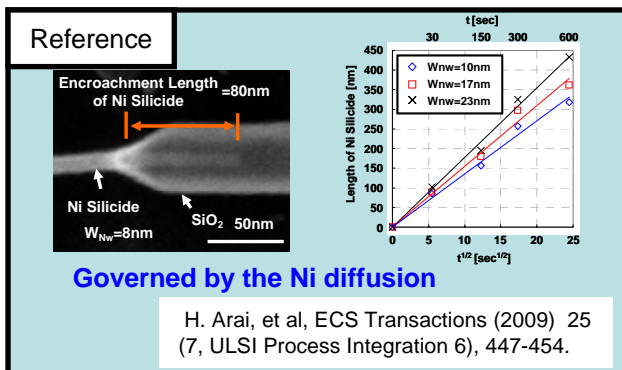 Reference
Encroachment Length
of Ni Silicide
=80nm
Ni Silicide
W_Nw=8nm
SiO₂
50nm
t[sec]
30 150 300 600
450
400
350
300
250
200
150
100
50
0
Length of Ni Silicide [nm]
Wnw=10nm
Wnw=17nm
Wnw=23nm
0 5 10 15 20 25
t^1/2 [sec^1/2]
Governed by the Ni diffusion
H. Arai, et al, ECS Transactions (2009) 25
(7, ULSI Process Integration 6), 447-454.